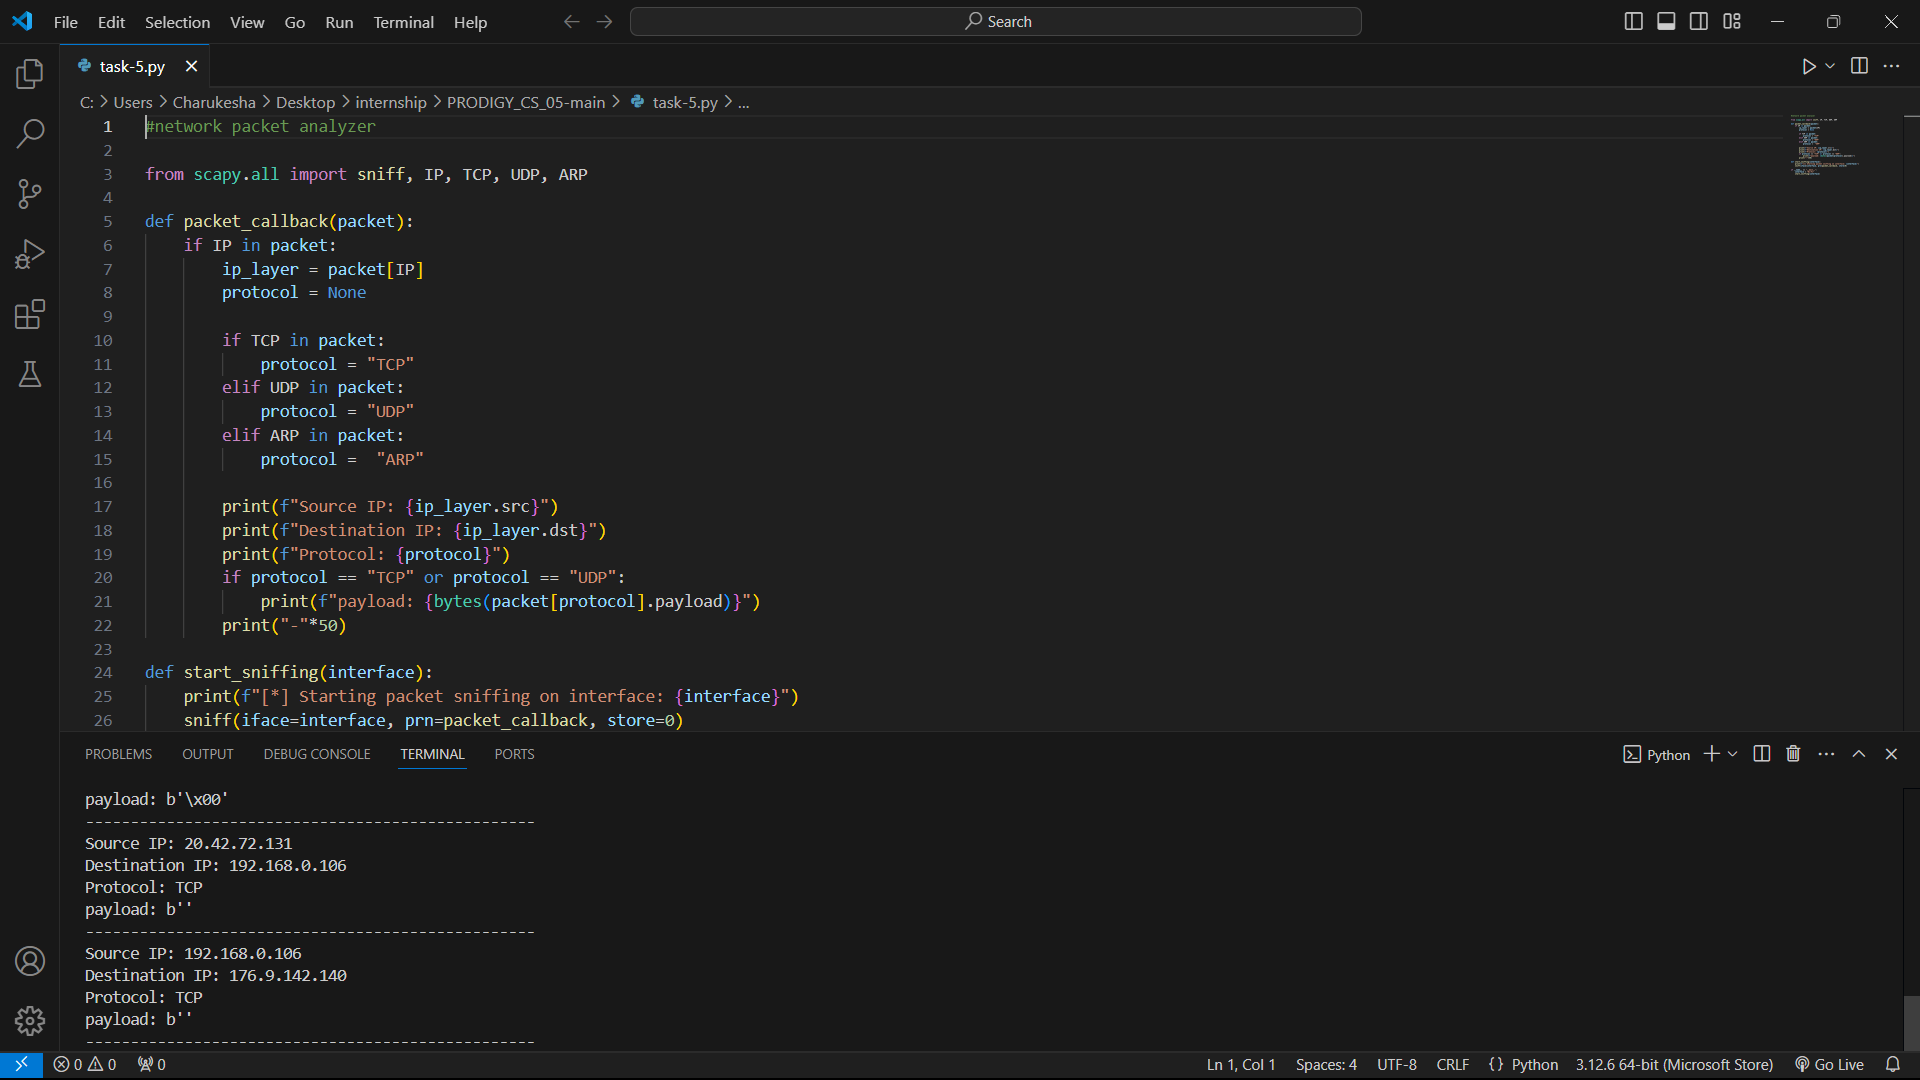 File Edit Selection View Go Run Terminal Help
Search
task-5.py
C: > Users > Charukesha > Desktop > internship > PRODIGY_CS_05-main > task-5.py > ...
1 #network packet analyzer
2
3 from scapy.all import sniff, IP, TCP, UDP, ARP
4
5 def packet_callback(packet):
6     if IP in packet:
7         ip_layer = packet[IP]
8         protocol = None
9
10         if TCP in packet:
11             protocol = "TCP"
12         elif UDP in packet:
13             protocol = "UDP"
14         elif ARP in packet:
15             protocol =  "ARP"
16
17         print(f"Source IP: {ip_layer.src}")
18         print(f"Destination IP: {ip_layer.dst}")
19         print(f"Protocol: {protocol}")
20         if protocol == "TCP" or protocol == "UDP":
21             print(f"payload: {bytes(packet[protocol].payload)}")
22         print("-"*50)
23
24 def start_sniffing(interface):
25     print(f"[*] Starting packet sniffing on interface: {interface}")
26     sniff(iface=interface, prn=packet_callback, store=0)
PROBLEMS OUTPUT DEBUG CONSOLE TERMINAL PORTS
Python
payload: b'\x00'
--------------------------------------------------
Source IP: 20.42.72.131
Destination IP: 192.168.0.106
Protocol: TCP
payload: b''
--------------------------------------------------
Source IP: 192.168.0.106
Destination IP: 176.9.142.140
Protocol: TCP
payload: b''
--------------------------------------------------
0 0 0 Ln 1, Col 1 Spaces: 4 UTF-8 CRLF {} Python 3.12.6 64-bit (Microsoft Store) Go Live